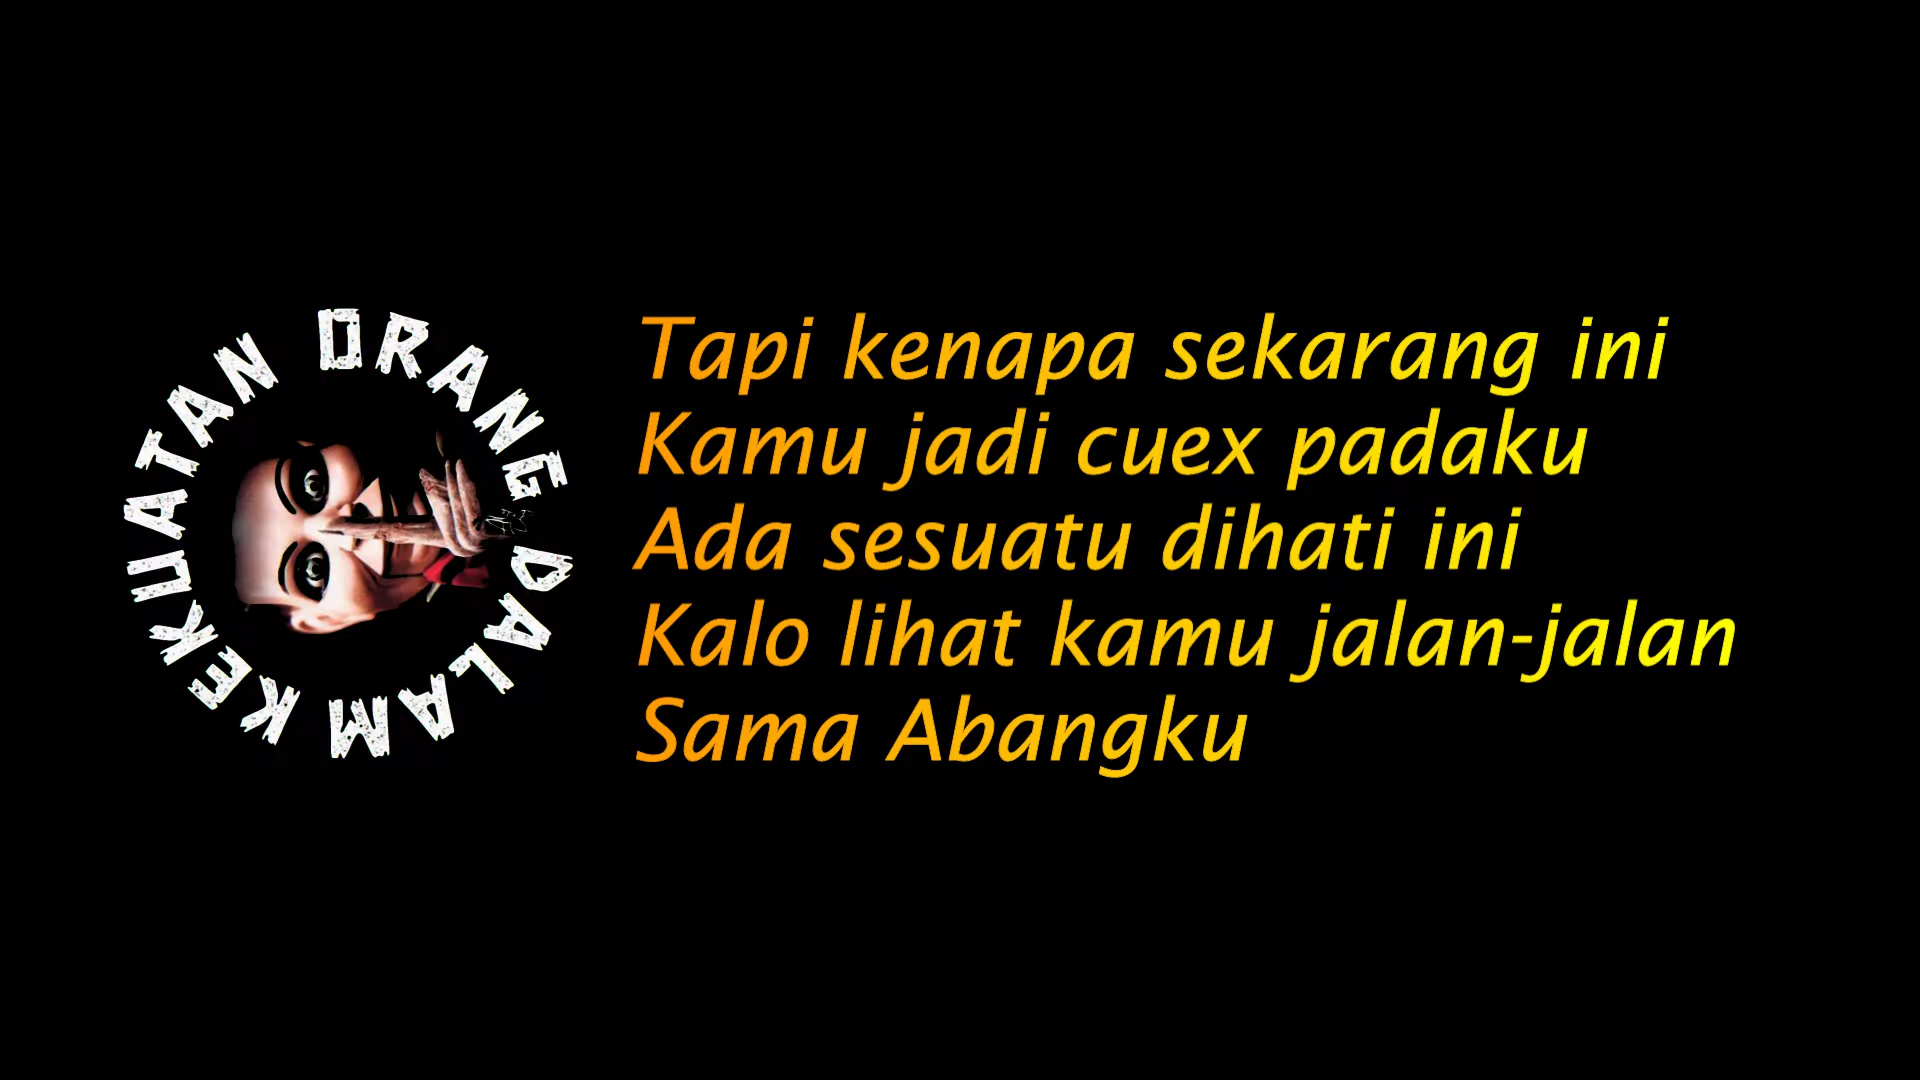 KEKUATAN ORANG DALAM
Tapi kenapa sekarang ini
Kamu jadi cuex padaku
Ada sesuatu dihati ini
Kalo lihat kamu jalan-jalan
Sama Abangku